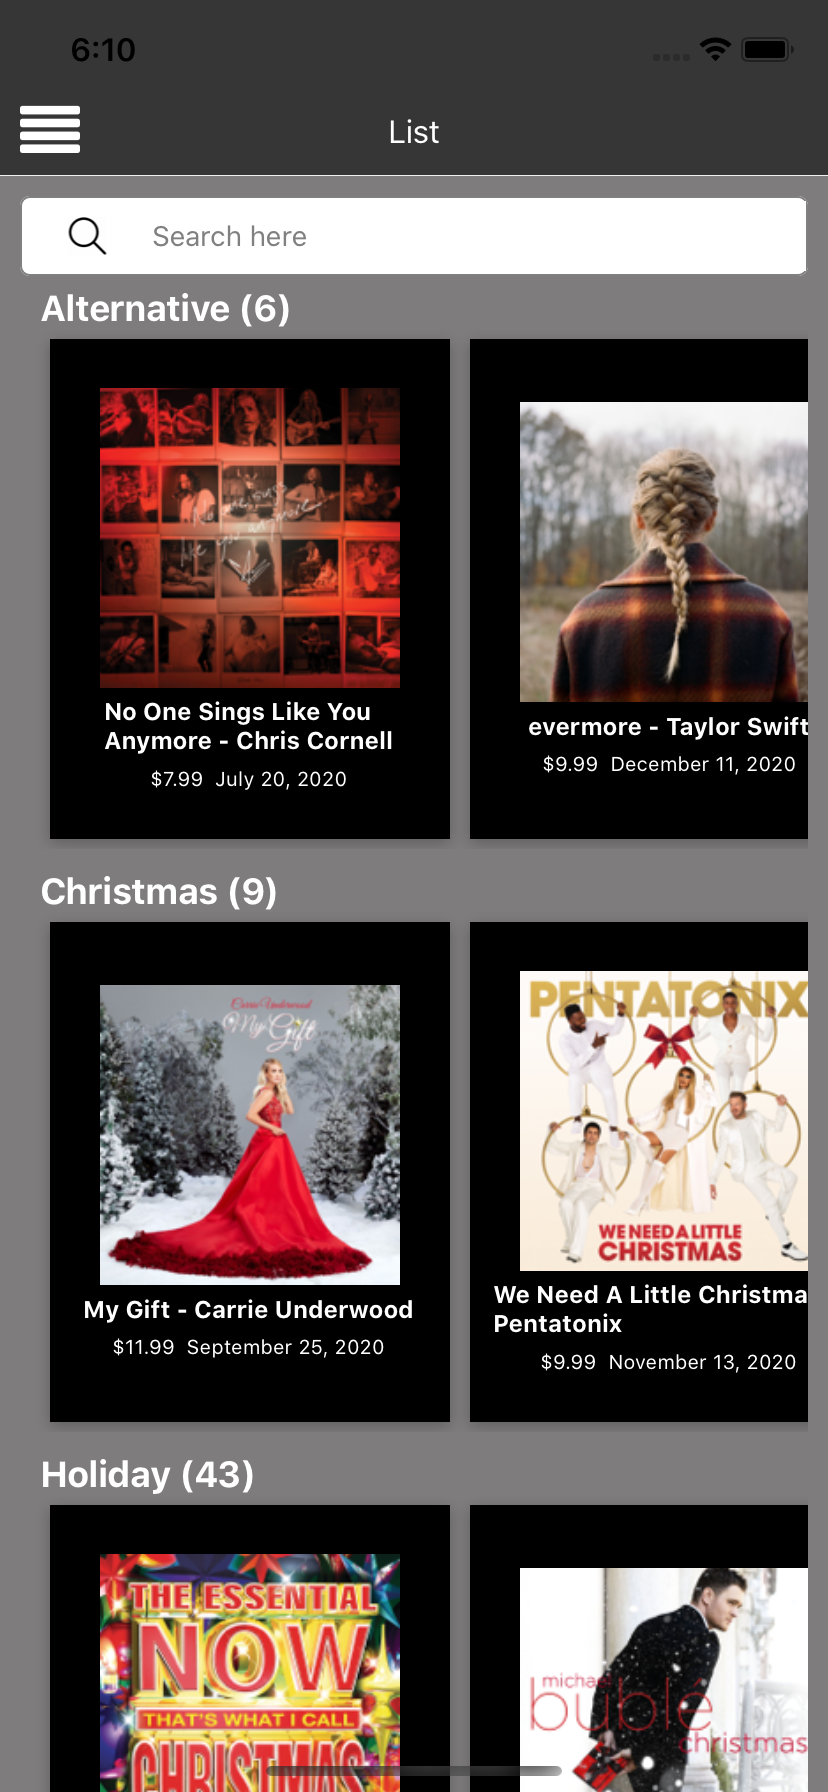 6:10
List
Search here
Alternative (6)
No One Sings Like You
Anymore - Chris Cornell
$7.99 July 20, 2020
evermore - Taylor Swift
$9.99 December 11, 2020
Christmas (9)
Carrie Underwood
My Gift
My Gift - Carrie Underwood
$11.99 September 25, 2020
PENTATONIX
WE NEED A LITTLE
CHRISTMAS
We Need A Little Christma
Pentatonix
$9.99 November 13, 2020
Holiday (43)
THE ESSENTIAL
NOW
THAT'S WHAT I CALL
CHRISTMAS
michael
bublé
christmas